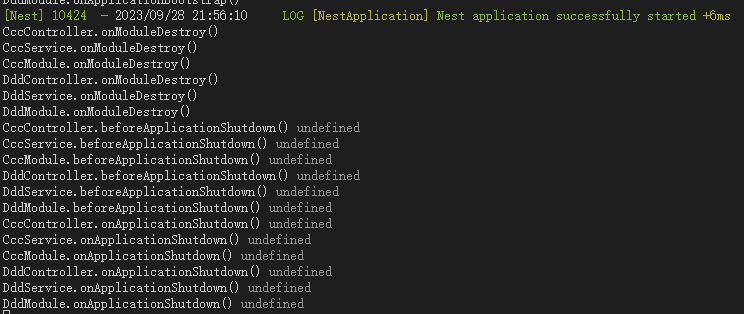 DddModule.onApplicationBootstrap()
[Nest] 10424  - 2023/09/28 21:56:10     LOG [NestApplication] Nest application successfully started +6ms
CccController.onModuleDestroy()
CccService.onModuleDestroy()
CccModule.onModuleDestroy()
DddController.onModuleDestroy()
DddService.onModuleDestroy()
DddModule.onModuleDestroy()
CccController.beforeApplicationShutdown() undefined
CccService.beforeApplicationShutdown() undefined
CccModule.beforeApplicationShutdown() undefined
DddController.beforeApplicationShutdown() undefined
DddService.beforeApplicationShutdown() undefined
DddModule.beforeApplicationShutdown() undefined
CccController.onApplicationShutdown() undefined
CccService.onApplicationShutdown() undefined
CccModule.onApplicationShutdown() undefined
DddController.onApplicationShutdown() undefined
DddService.onApplicationShutdown() undefined
DddModule.onApplicationShutdown() undefined